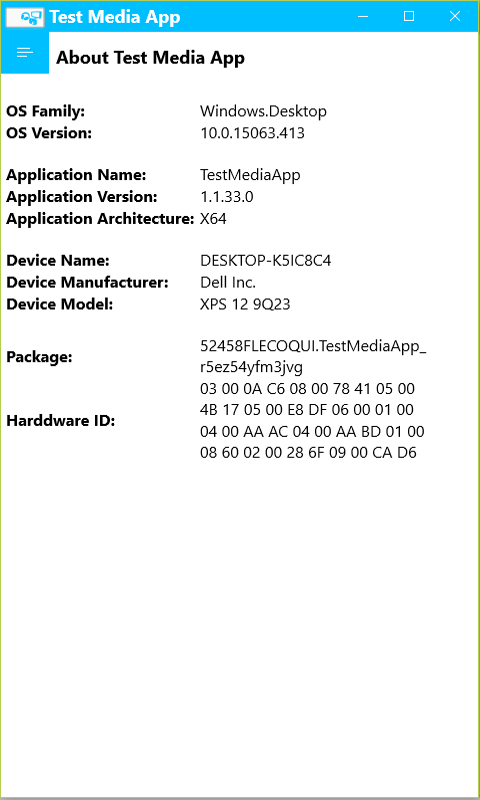 Test Media App
About Test Media App
OS Family: Windows.Desktop
OS Version: 10.0.15063.413
Application Name: TestMediaApp
Application Version: 1.1.33.0
Application Architecture: X64
Device Name: DESKTOP-K5IC8C4
Device Manufacturer: Dell Inc.
Device Model: XPS 12 9Q23
Package: 52458FLECOQUI.TestMediaApp_
r5ez54yfm3jvg
Harddware ID: 03 00 0A C6 08 00 78 41 05 00
4B 17 05 00 E8 DF 06 00 01 00
04 00 AA AC 04 00 AA BD 01 00
08 60 02 00 28 6F 09 00 CA D6